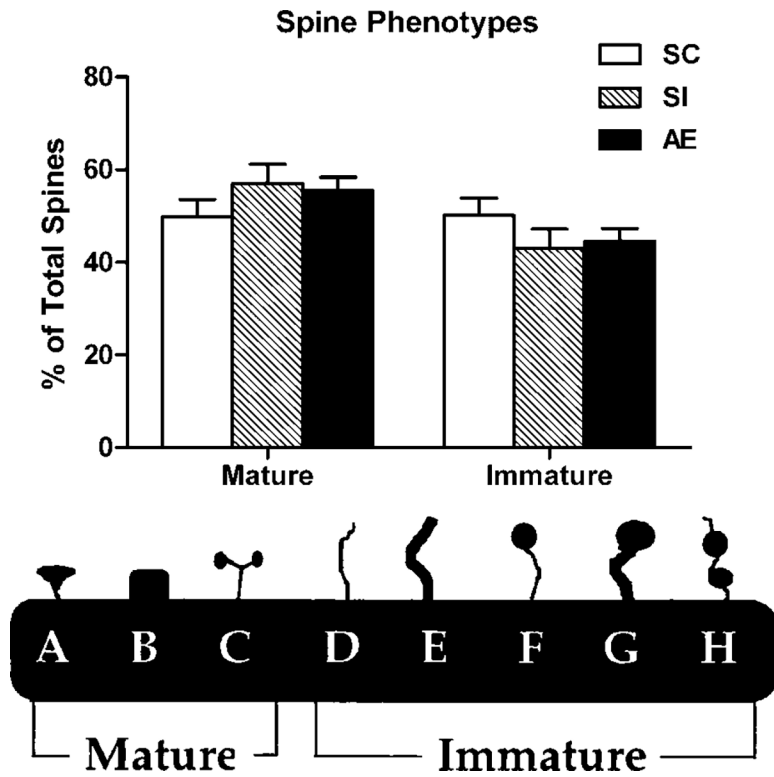 Spine Phenotypes
SC
SI
AE
% of Total Spines
80
60
40
20
0
Mature
Immature
A B C D E F G H
Mature
Immature